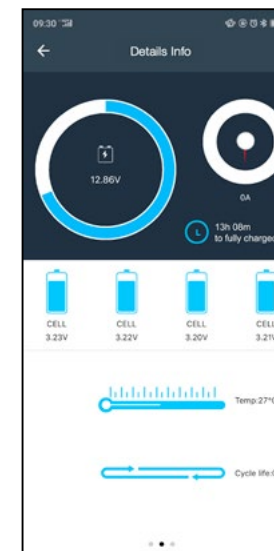 09:30
Details Info
12.86V
0A
13h 08m
to fully charged
CELL CELL CELL CELL
3.23V 3.22V 3.20V 3.21V
Temp:27°
Cycle life: